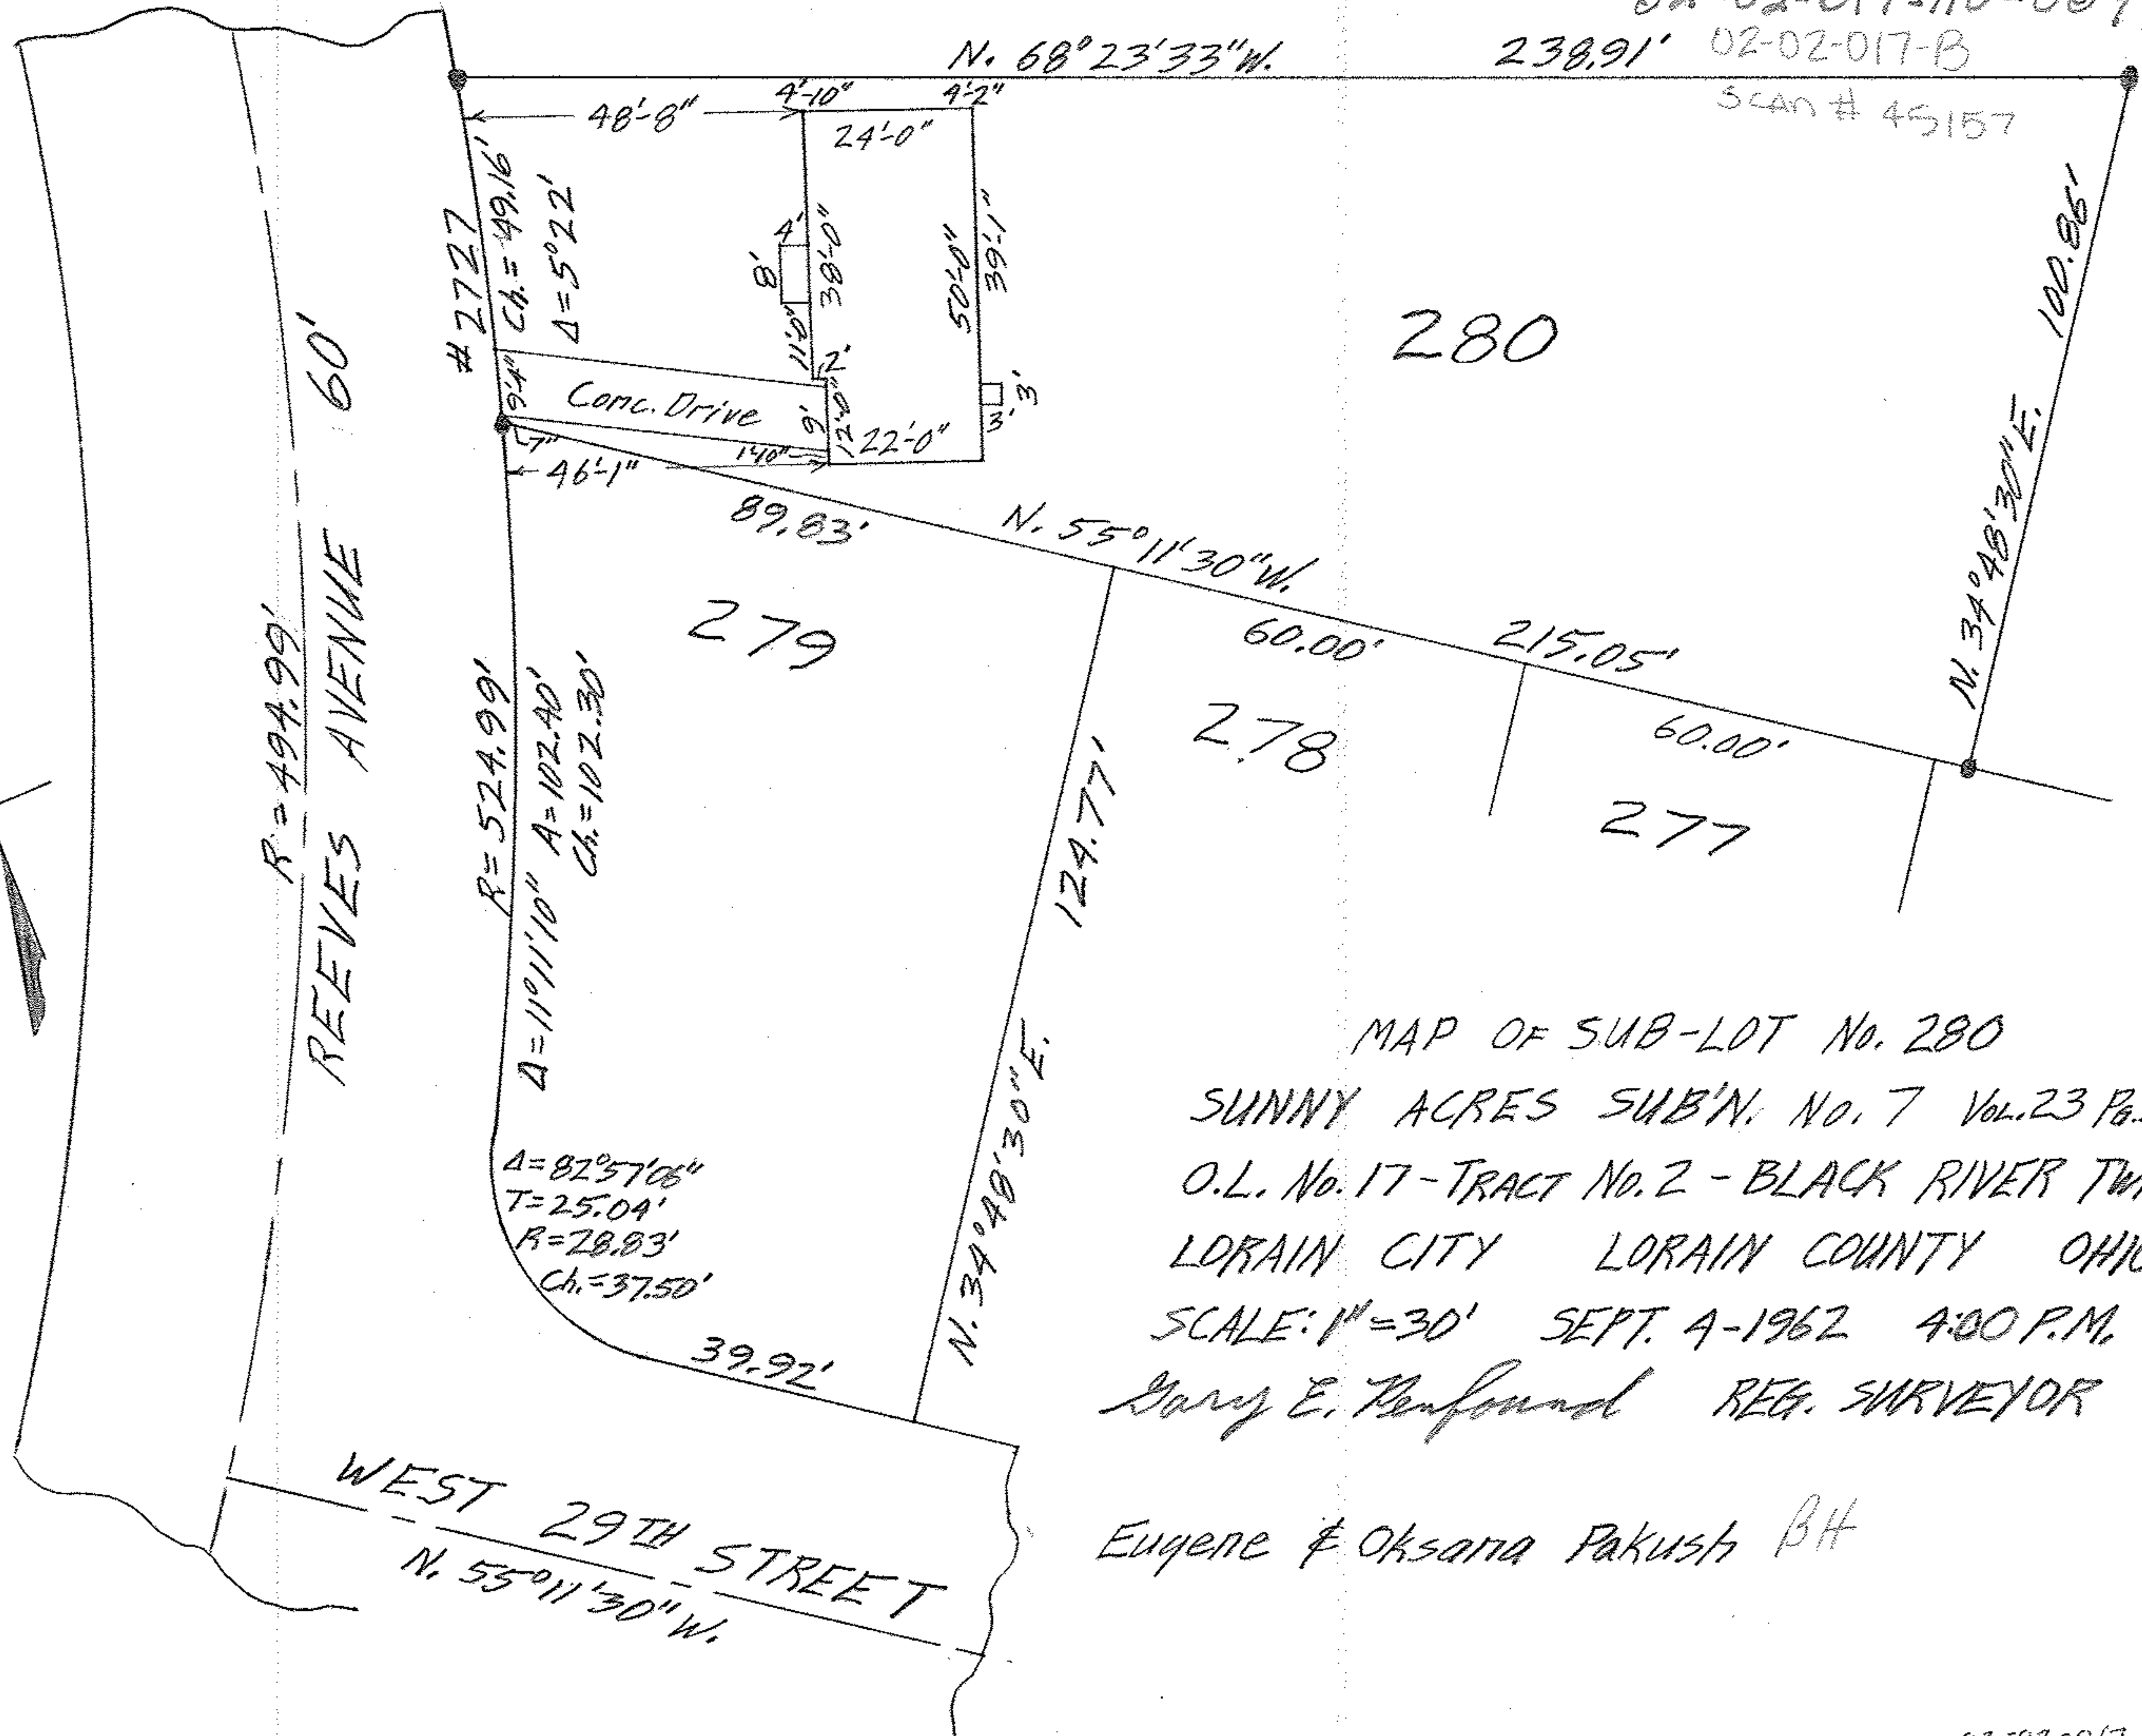 N. 68°23'33"W. 238.91'
02-02-017-B
SCAN # 45157
48'-8"
4'-10"
4'-2"
24'-0"
# 2727
Ch. = 49.16'
Δ = 5°22'
4'
8'
38'-0"
11'-0"
50'-0"
39'-1"
2'
9'-4"
Conc. Drive
9'
12'-0"
3'
3'
7"
1'10"
22'-0"
46'-1"
280
100.86'
N. 34°48'30"E.
89.83'
N. 55°11'30"W.
60.00'
215.05'
60.00'
279
278
277
R = 494.99'
REEVES AVENUE 60'
R = 524.99'
Δ = 11°11'10" A = 102.40'
Ch. = 102.30'
124.77'
N. 34°48'30"E.
Δ = 82°57'06"
T = 25.04'
R = 28.83'
Ch. = 37.50'
39.92'
WEST 29TH STREET
N. 55°11'30"W.
MAP OF SUB-LOT No. 280
SUNNY ACRES SUB'N. No. 7 VOL. 23 PG.
O.L. No. 17 - TRACT No. 2 - BLACK RIVER
LORAIN CITY LORAIN COUNTY OHIO
SCALE: 1" = 30' SEPT. 4-1962 4:00 P.M.
Gary E. REG. SURVEYOR
Eugene & Oksana Pakush BH